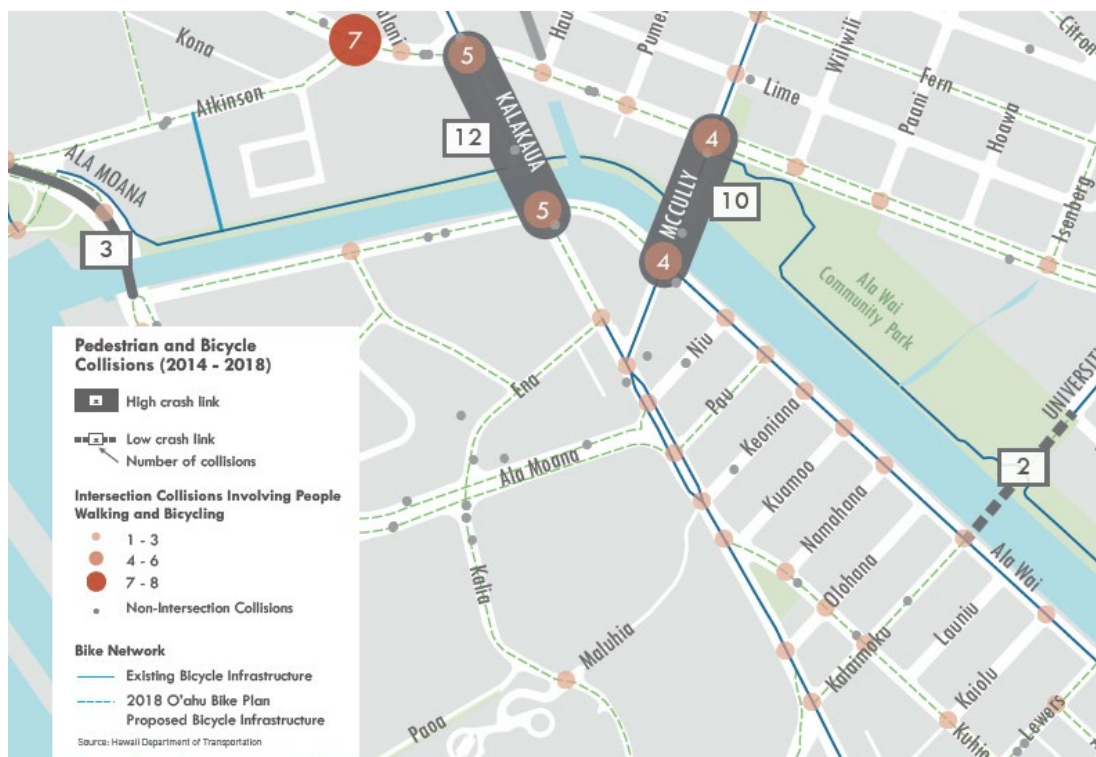 Kona
7
Atkinson
ALA MOANA
3
5
KALAKAUA
12
5
4
MCCULLY
10
4
Wiliwili
Citron
Fern
Lime
Paani
Hoawa
Isenberg
Ala Wai
Community Park
UNIVERSITY
2
Ala Wai
Niu
Pau
Keoniana
Kuamoo
Namahana
Olohana
Kalaimoku
Launiu
Kaiolu
Lewers
Kuhio
Ena
Ala Moana
Kalia
Maluhia
Paoa
Pedestrian and Bicycle
Collisions (2014 - 2018)
x
High crash link
x
Low crash link
Number of collisions
Intersection Collisions Involving People
Walking and Bicycling
1 - 3
4 - 6
7 - 8
Non-Intersection Collisions
Bike Network
Existing Bicycle Infrastructure
2018 O'ahu Bike Plan
Proposed Bicycle Infrastructure
Source: Hawaii Department of Transportation